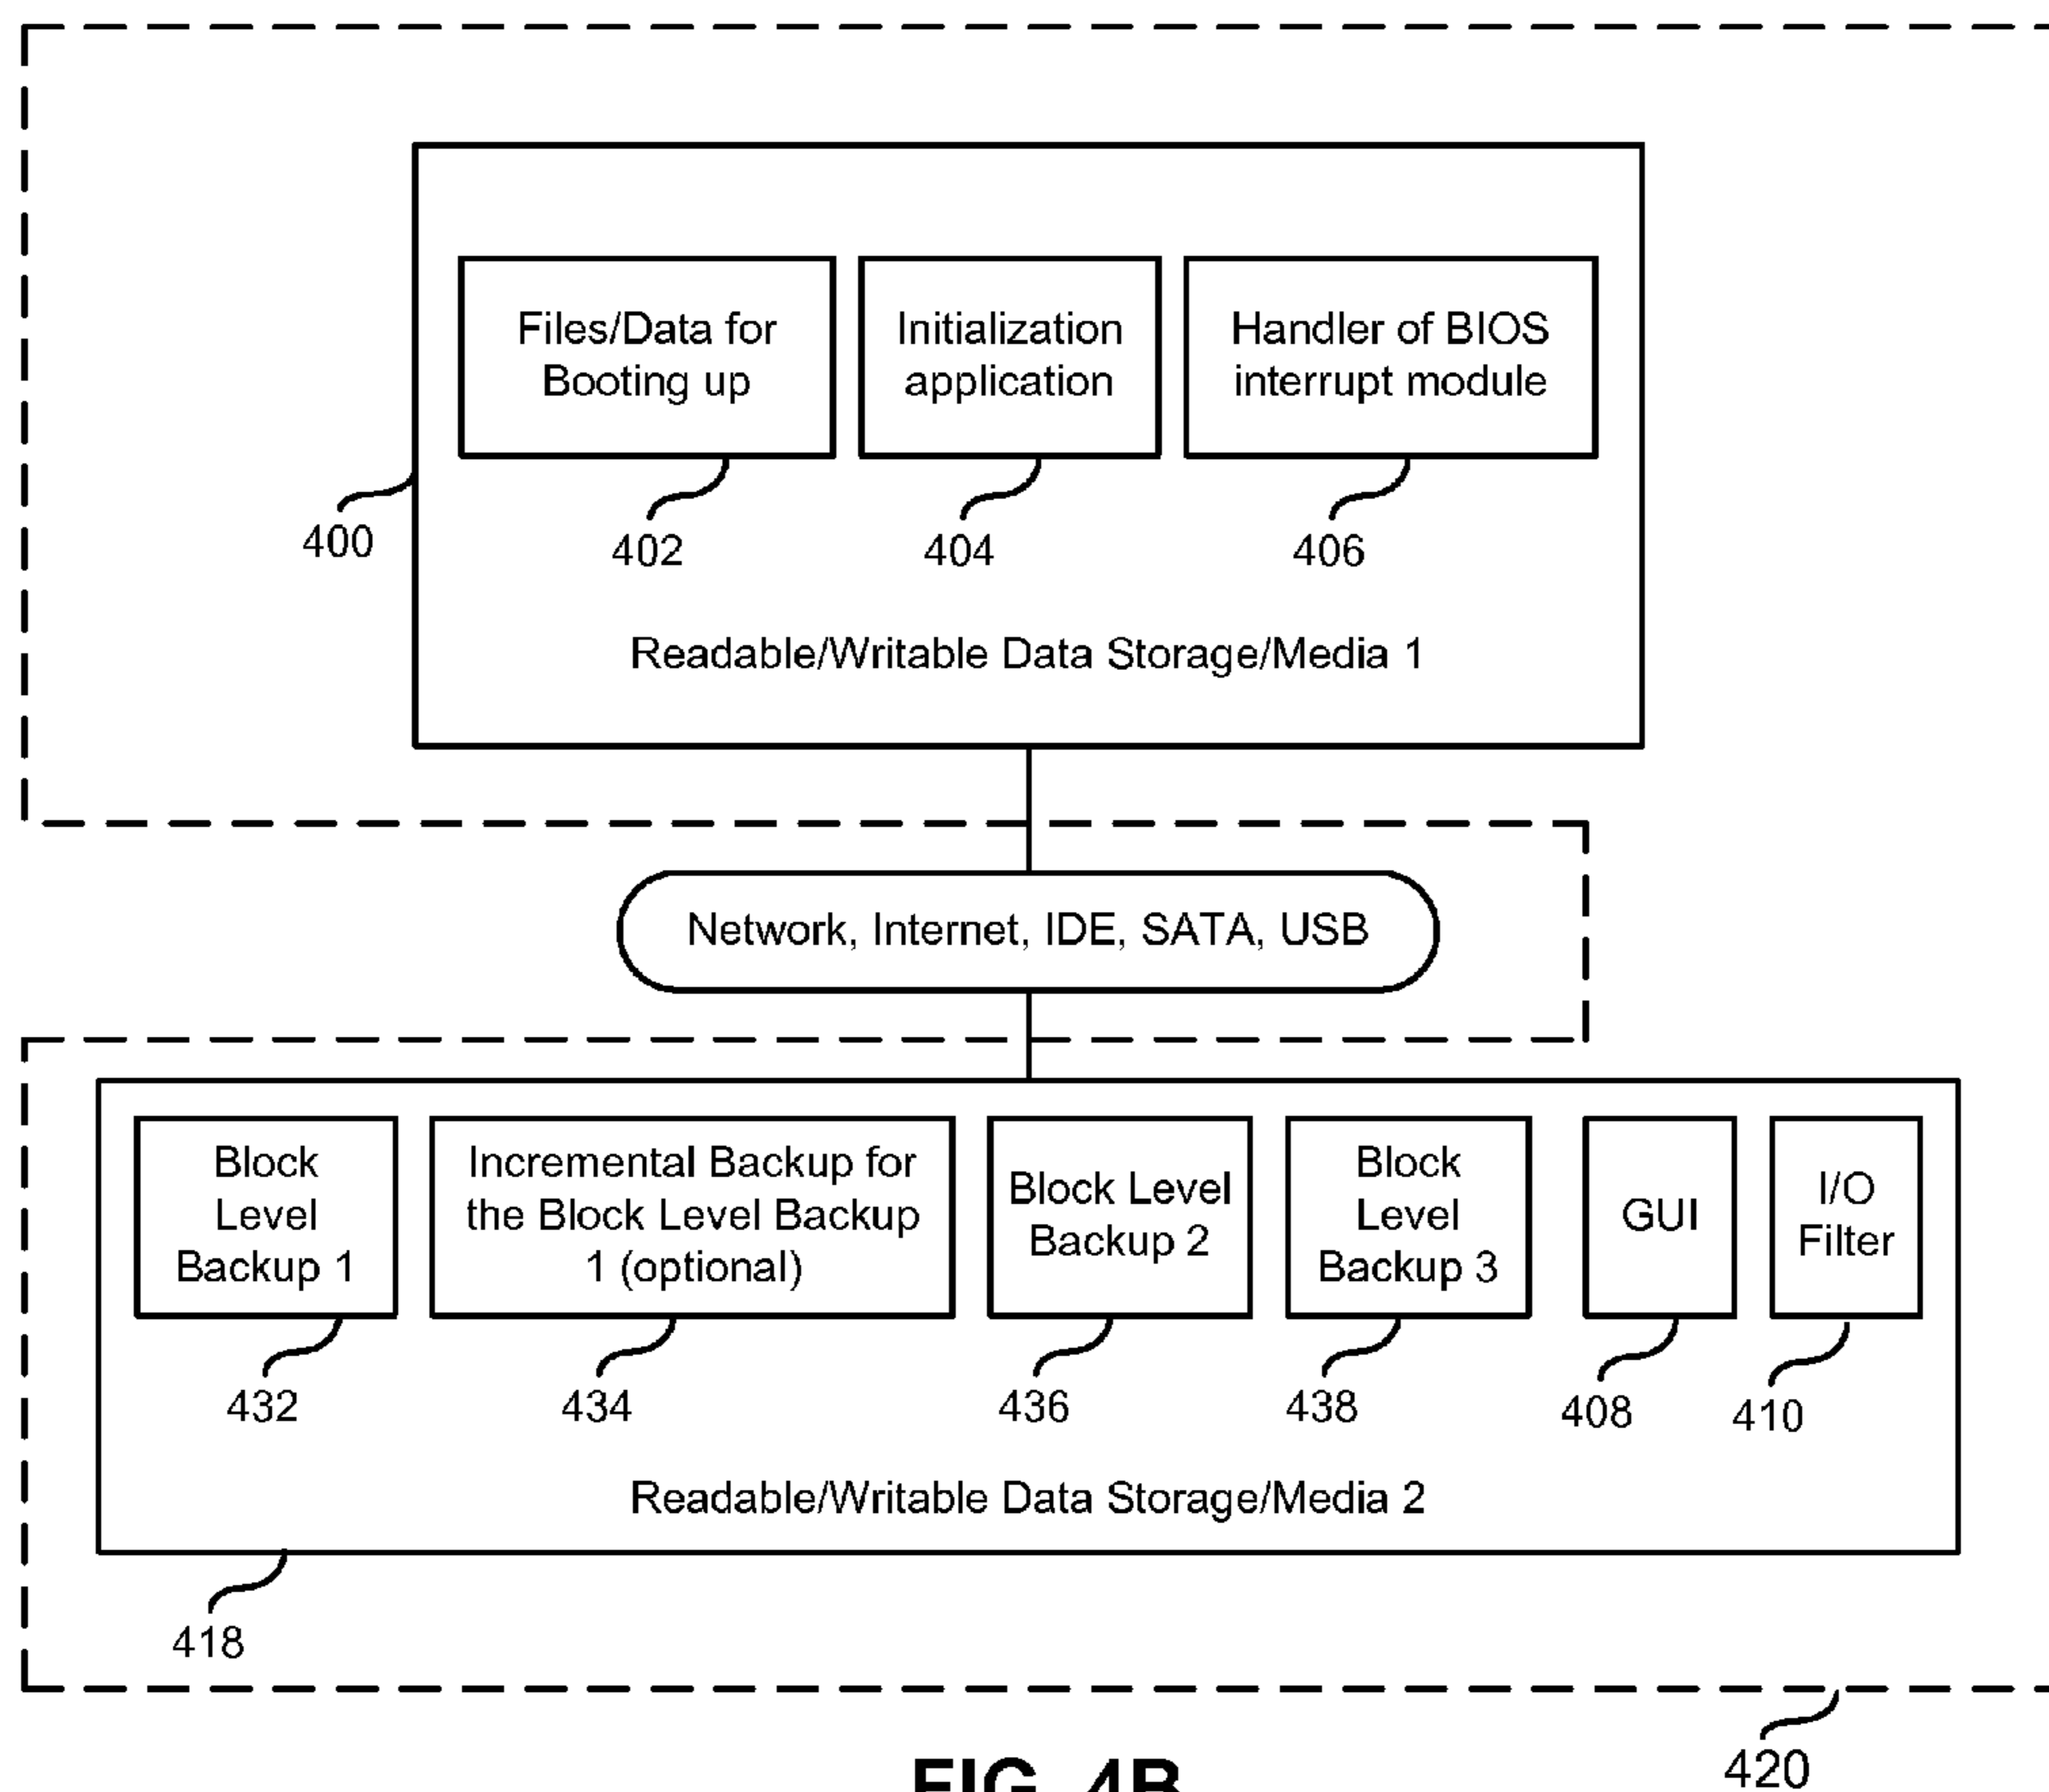 Files/Data for
Booting up
Initialization
application
Handler of BIOS
interrupt module
400
402
404
406
Readable/Writable Data Storage/Media 1
Network, Internet, IDE, SATA, USB
Block
Level
Backup 1
Incremental Backup for
the Block Level Backup
1 (optional)
Block Level
Backup 2
Block
Level
Backup 3
GUI
I/O
Filter
432
434
436
438
408
410
Readable/Writable Data Storage/Media 2
418
420
FIG. 4B